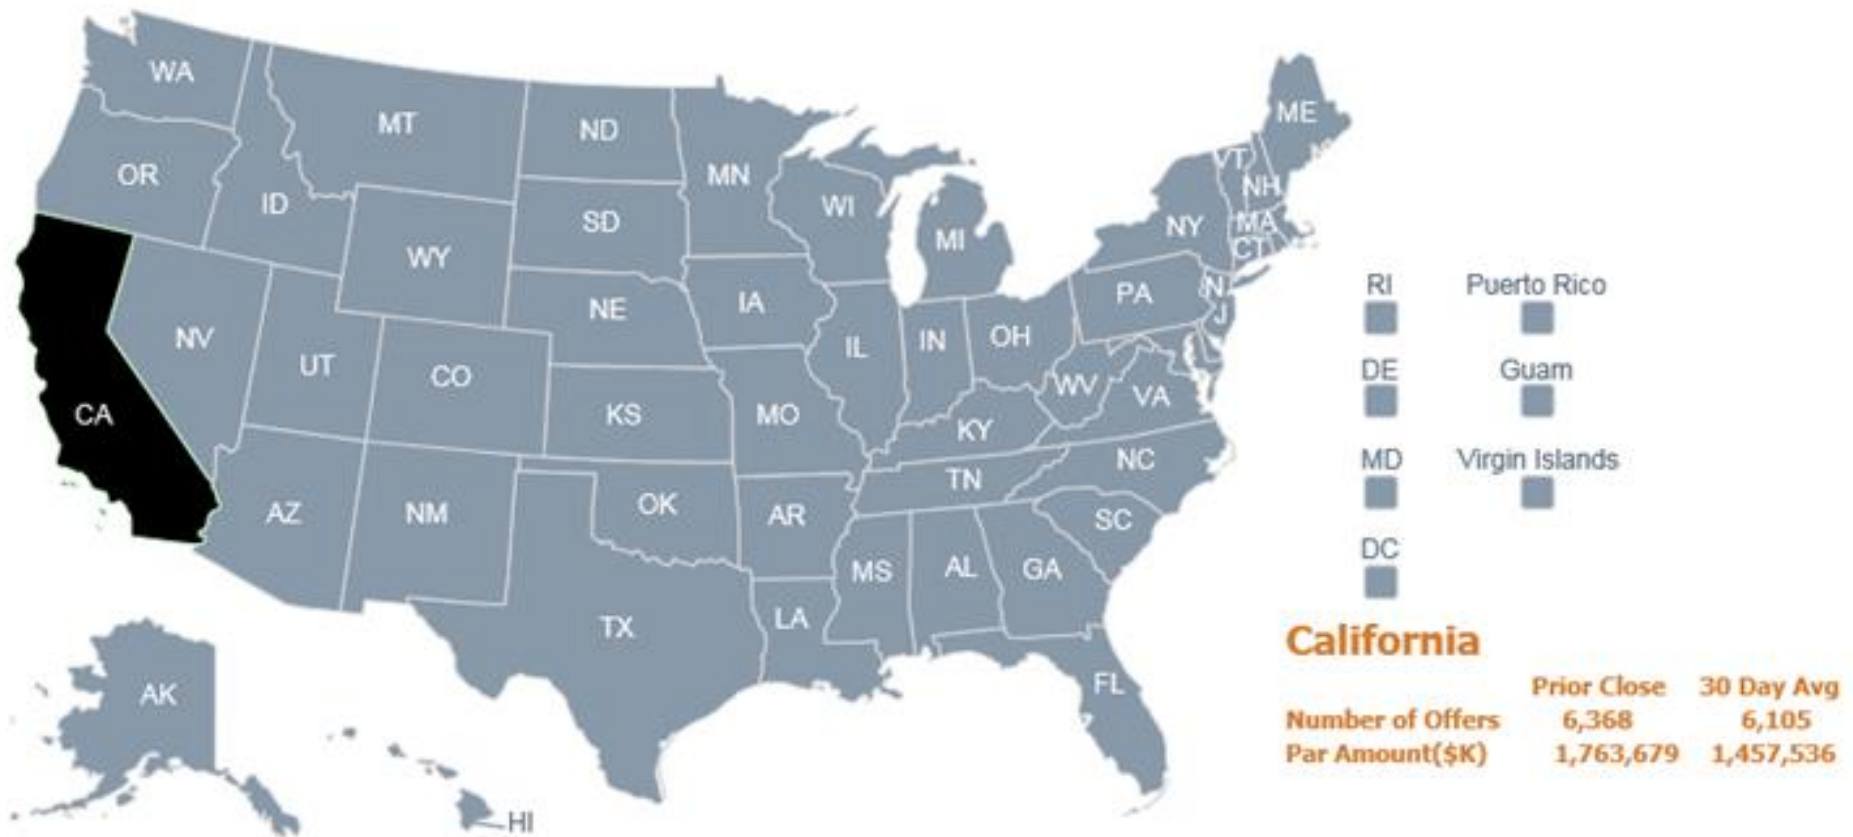 WA
MT
ND
OR
ID
MN
ME
VT
NH
WI
SD
NY
MA
MI
CT
WY
RI Puerto Rico
PA
N
J
IA
NE
NV
IL
IN
OH
UT
CO
DE Guam
WV
VA
CA
KS
MO
KY
MD Virgin Islands
NC
TN
AZ
NM
OK
AR
SC
DC
MS
AL
GA
LA
TX
California
AK
FL
Prior Close 30 Day Avg
Number of Offers 6,368 6,105
Par Amount($K) 1,763,679 1,457,536
HI